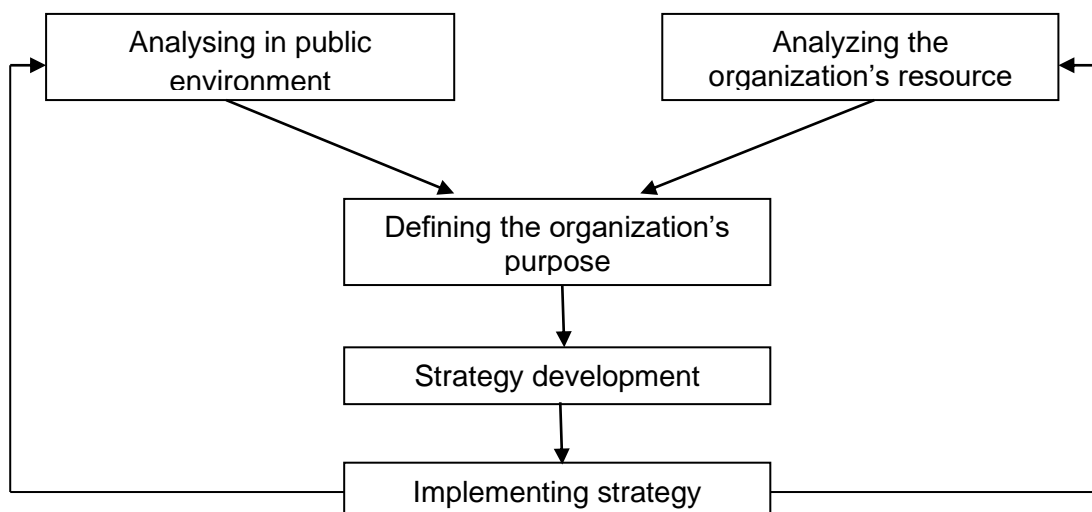 Analysing in public
environment
Analyzing the
organization’s resource
Defining the organization’s
purpose
Strategy development
Implementing strategy